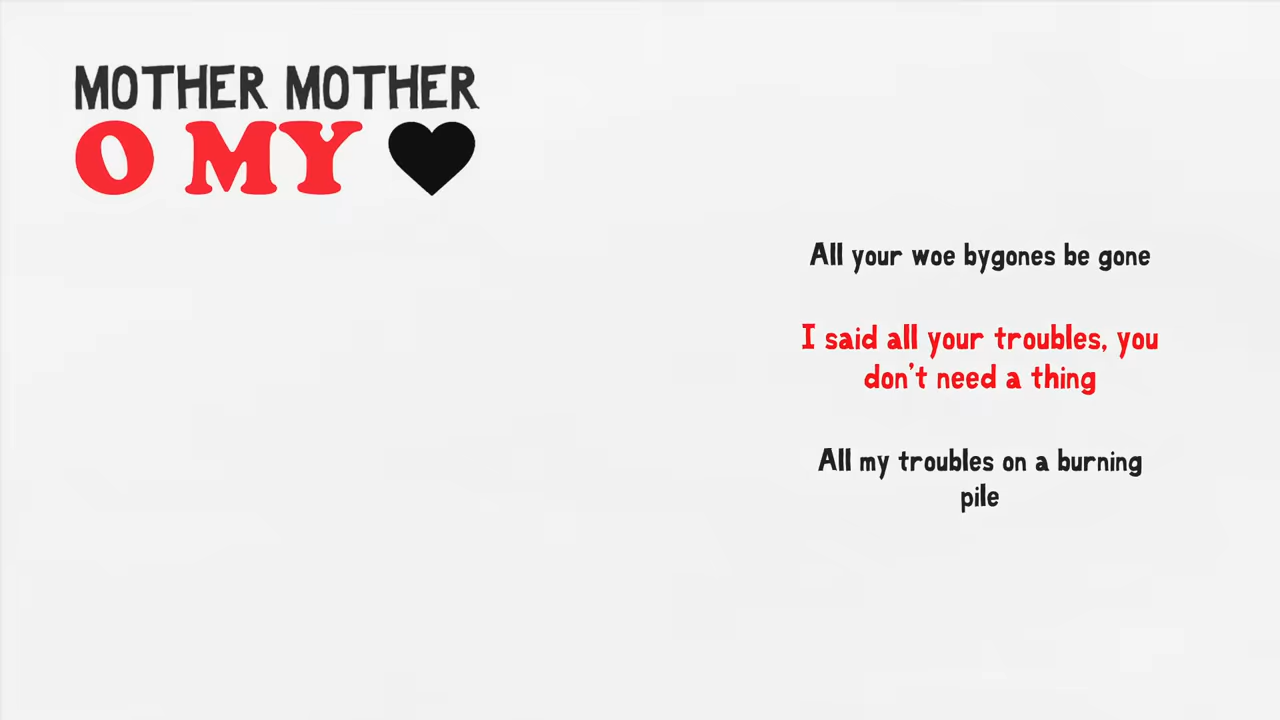 MOTHER MOTHER
O MY
All your woe bygones be gone
I said all your troubles, you
don't need a thing
All my troubles on a burning
pile